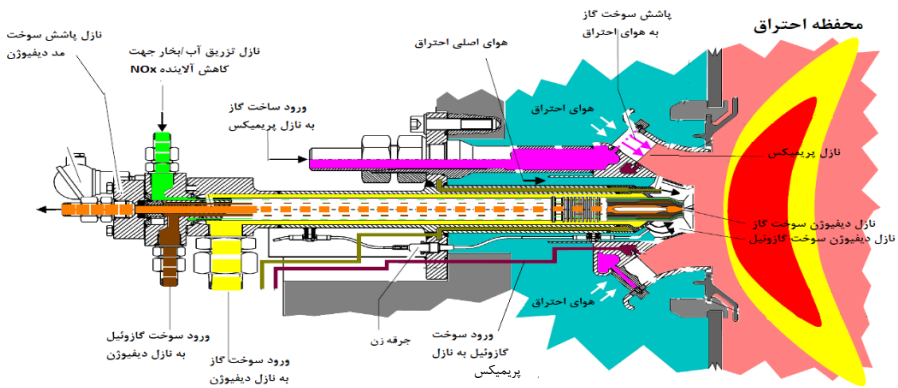 محفظه احتراق
پاشش سوخت گاز
به هوای احتراق
هوای اصلی احتراق
نازل تزریق آب/بخار جهت
کاهش آلاینده NOx
نازل پاشش سوخت
مد دیفیوژن
ورود ساخت گاز
به نازل پریمیکس
هوای احتراق
نازل پریمیکس
نازل دیفیوژن سوخت گاز
نازل دیفیوژن سوخت گازوئیل
هوای احتراق
ورود سوخت
گازوئیل به نازل
پریمیکس
جرقه زن
ورود سوخت گاز
به نازل دیفیوژن
ورود سوخت گازوئیل
به نازل دیفیوژن